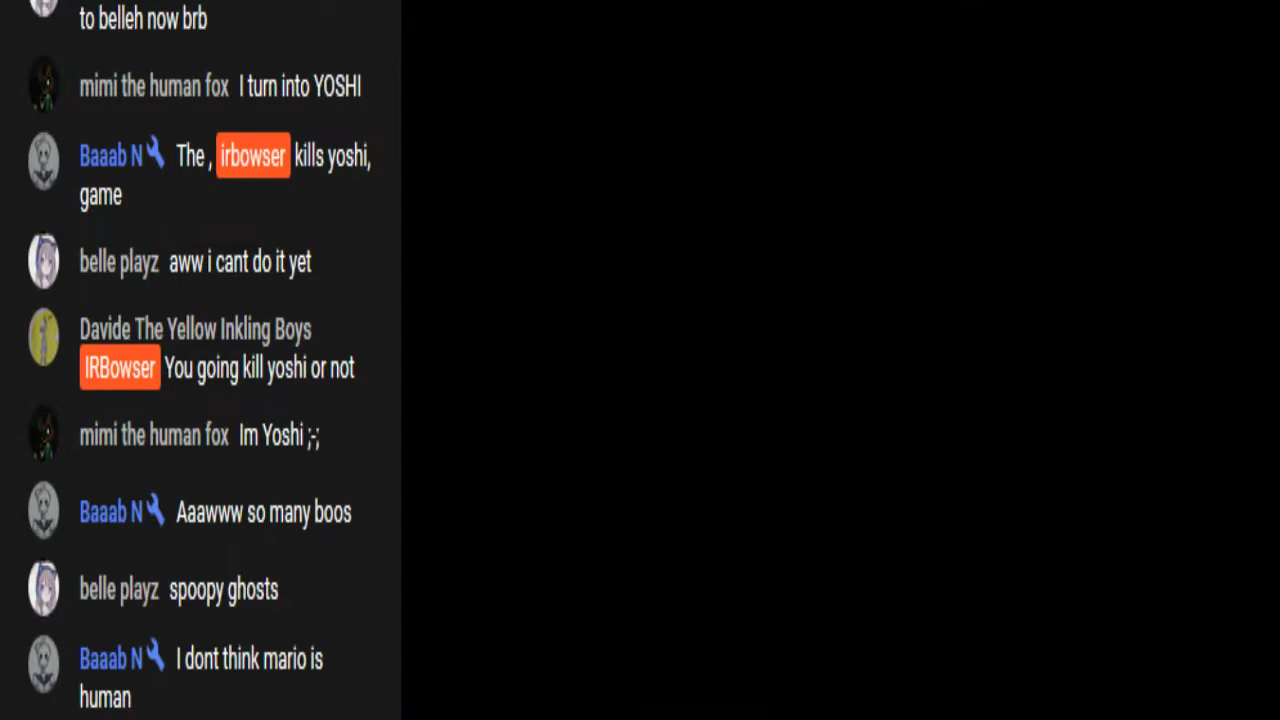 to belleh now brb
mimi the human fox I turn into YOSHI
Baaab N The , irbowser kills yoshi,
game
belle playz aww i cant do it yet
Davide The Yellow Inkling Boys
IRBowser You going kill yoshi or not
mimi the human fox Im Yoshi ;-;
Baaab N Aaawww so many boos
belle playz spoopy ghosts
Baaab N I dont think mario is
human